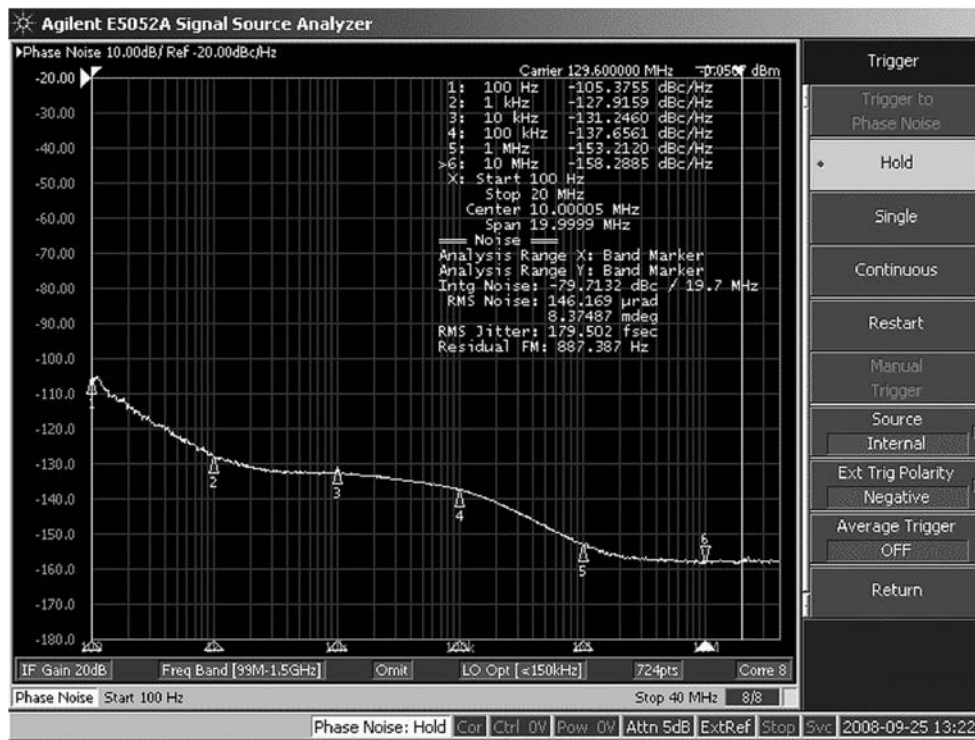 Agilent E5052A Signal Source Analyzer
Phase Noise 10.00dB/ Ref -20.00dBc/Hz
Carrier 129.600000 MHz dBm
1: 100 Hz -105.3755 dBc/Hz
2: 1 kHz -127.9159 dBc/Hz
3: 10 kHz -131.2460 dBc/Hz
4: 100 kHz -137.6561 dBc/Hz
5: 1 MHz -153.2120 dBc/Hz
>6: 10 MHz -158.2885 dBc/Hz
X: Start 100 Hz
Stop 20 MHz
Center 10.00005 MHz
Span 19.9999 MHz
=== Noise ===
Analysis Range X: Band Marker
Analysis Range Y: Band Marker
Intg Noise: -79.7132 dBc / 19.7 MHz
RMS Noise: 146.169 µrad
8.37487 mdeg
RMS Jitter: 179.502 fsec
Residual FM: 887.387 Hz
-20.00
-30.00
-40.00
-50.00
-60.00
-70.00
-80.00
-90.00
-100.0
-110.0
-120.0
-130.0
-140.0
-150.0
-160.0
-170.0
-180.0
1
2
3
4
5
6
IF Gain 20dB
Freq Band [99M-1.5GHz]
Omit
LO Opt [<150kHz]
724pts
Corre 8
Phase Noise Start 100 Hz
Stop 40 MHz
8/8
Phase Noise: Hold
Cor
Ctrl 0V
Pow 0V
Attn 5dB
ExtRef
Stop
Svc
2008-09-25 13:22
Trigger
Trigger to
Phase Noise
Hold
Single
Continuous
Restart
Manual
Trigger
Source
Internal
Ext Trig Polarity
Negative
Average Trigger
OFF
Return